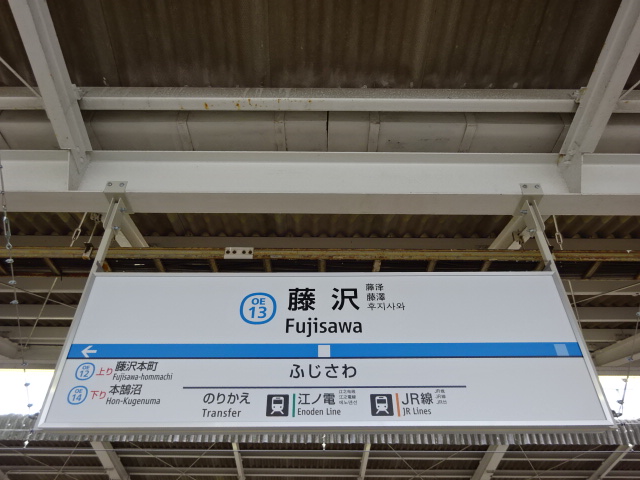 OE
13
藤沢
藤泽
藤澤
후지사와
Fujisawa
←
OE
12
上り
藤沢本町
Fujisawa-hommachi
OE
14
下り
本鵠沼
Hon-Kugenuma
ふじさわ
のりかえ
Transfer
江ノ電
Enoden Line
JR線
JR Lines